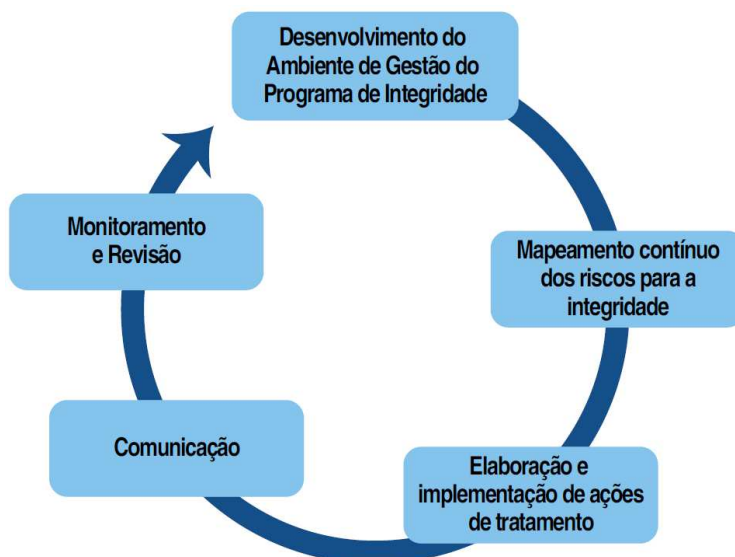 Desenvolvimento do
Ambiente de Gestão do
Programa de Integridade
Mapeamento contínuo
dos riscos para a
integridade
Elaboração e
implementação de ações
de tratamento
Comunicação
Monitoramento
e Revisão